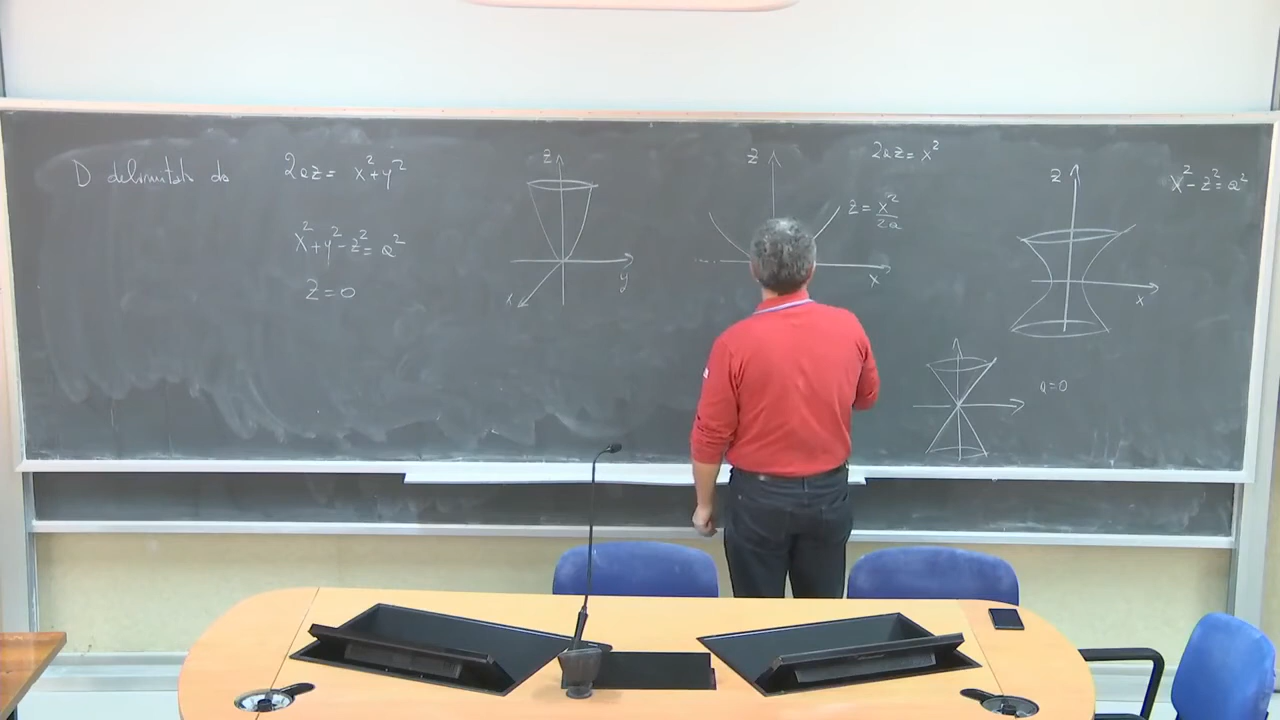 D delimitato da 2az = x² + y²
x² + y² - z² = a²
z = 0
z
y
x
z
2az = x²
z = x²/2a
x
z
x² - z² = a²
x
a=0